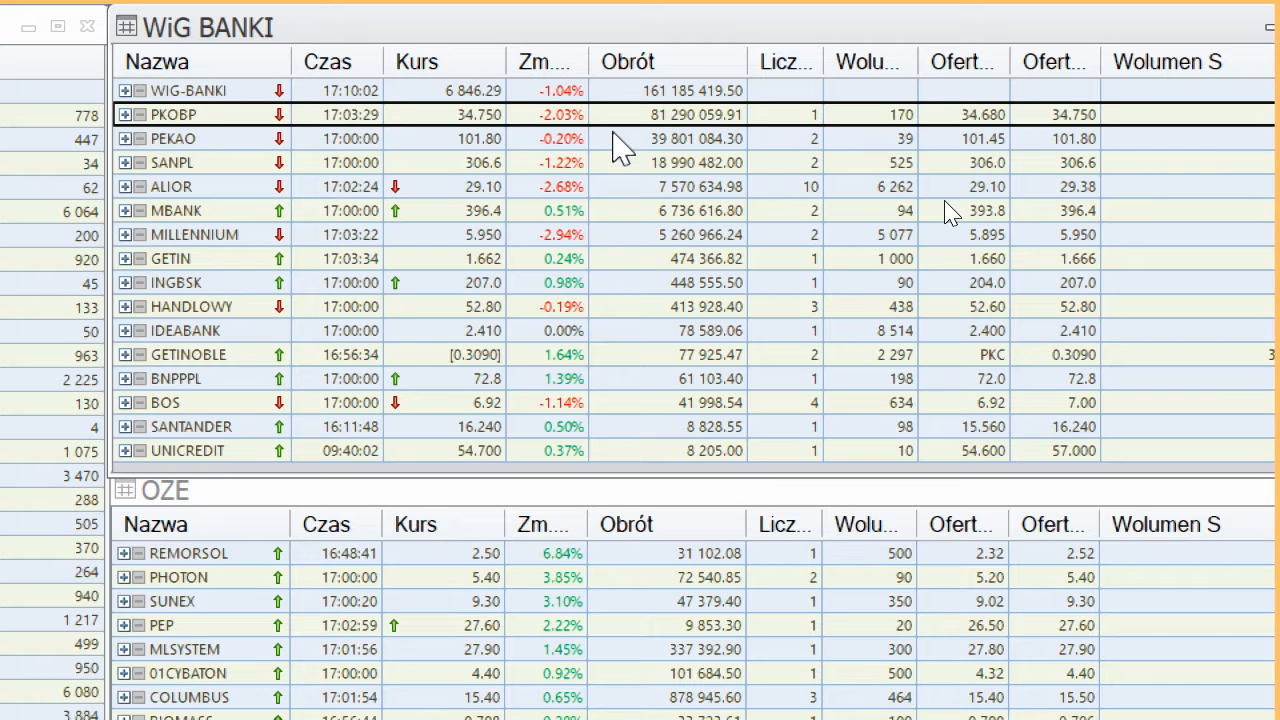 WiG BANKI
Nazwa Czas Kurs Zm.... Obrót Licz... Wolu... Ofert... Ofert... Wolumen S
WIG-BANKI 17:10:02 6 846.29 -1.04% 161 185 419.50
778 PKOBP 17:03:29 34.750 -2.03% 81 290 059.91 1 170 34.680 34.750
447 PEKAO 17:00:00 101.80 -0.20% 39 801 084.30 2 39 101.45 101.80
34 SANPL 17:00:00 306.6 -1.22% 18 990 482.00 2 525 306.0 306.6
62 ALIOR 17:02:24 29.10 -2.68% 7 570 634.98 10 6 262 29.10 29.38
6 064 MBANK 17:00:00 396.4 0.51% 6 736 616.80 2 94 393.8 396.4
200 MILLENNIUM 17:03:22 5.950 -2.94% 5 260 966.24 2 5 077 5.895 5.950
920 GETIN 17:03:34 1.662 0.24% 474 366.82 1 1 000 1.660 1.666
45 INGBSK 17:00:00 207.0 0.98% 448 555.50 1 90 204.0 207.0
133 HANDLOWY 17:00:00 52.80 -0.19% 413 928.40 3 438 52.60 52.80
50 IDEABANK 17:00:00 2.410 0.00% 78 589.06 1 8 514 2.400 2.410
963 GETINOBLE 16:56:34 [0.3090] 1.64% 77 925.47 2 2 297 PKC 0.3090 3
2 225 BNPPPL 17:00:00 72.8 1.39% 61 103.40 1 198 72.0 72.8
130 BOS 17:00:00 6.92 -1.14% 41 998.54 4 634 6.92 7.00
4 SANTANDER 16:11:48 16.240 0.50% 8 828.55 1 98 15.560 16.240
1 075 UNICREDIT 09:40:02 54.700 0.37% 8 205.00 1 10 54.600 57.000
3 470
288 OZE
505 Nazwa Czas Kurs Zm.... Obrót Licz... Wolu... Ofert... Ofert... Wolumen S
370 REMORSOL 16:48:41 2.50 6.84% 31 102.08 1 500 2.32 2.52
264 PHOTON 17:00:00 5.40 3.85% 72 540.85 2 90 5.20 5.40
940 SUNEX 17:00:20 9.30 3.10% 47 379.40 1 350 9.02 9.30
1 217 PEP 17:02:59 27.60 2.22% 9 853.30 1 20 26.50 27.60
499 MLSYSTEM 17:01:56 27.90 1.45% 337 392.90 1 300 27.80 27.90
950 01CYBATON 17:00:00 4.40 0.92% 101 684.50 1 500 4.32 4.40
6 080 COLUMBUS 17:01:54 15.40 0.65% 878 945.60 3 464 15.40 15.50
3 884